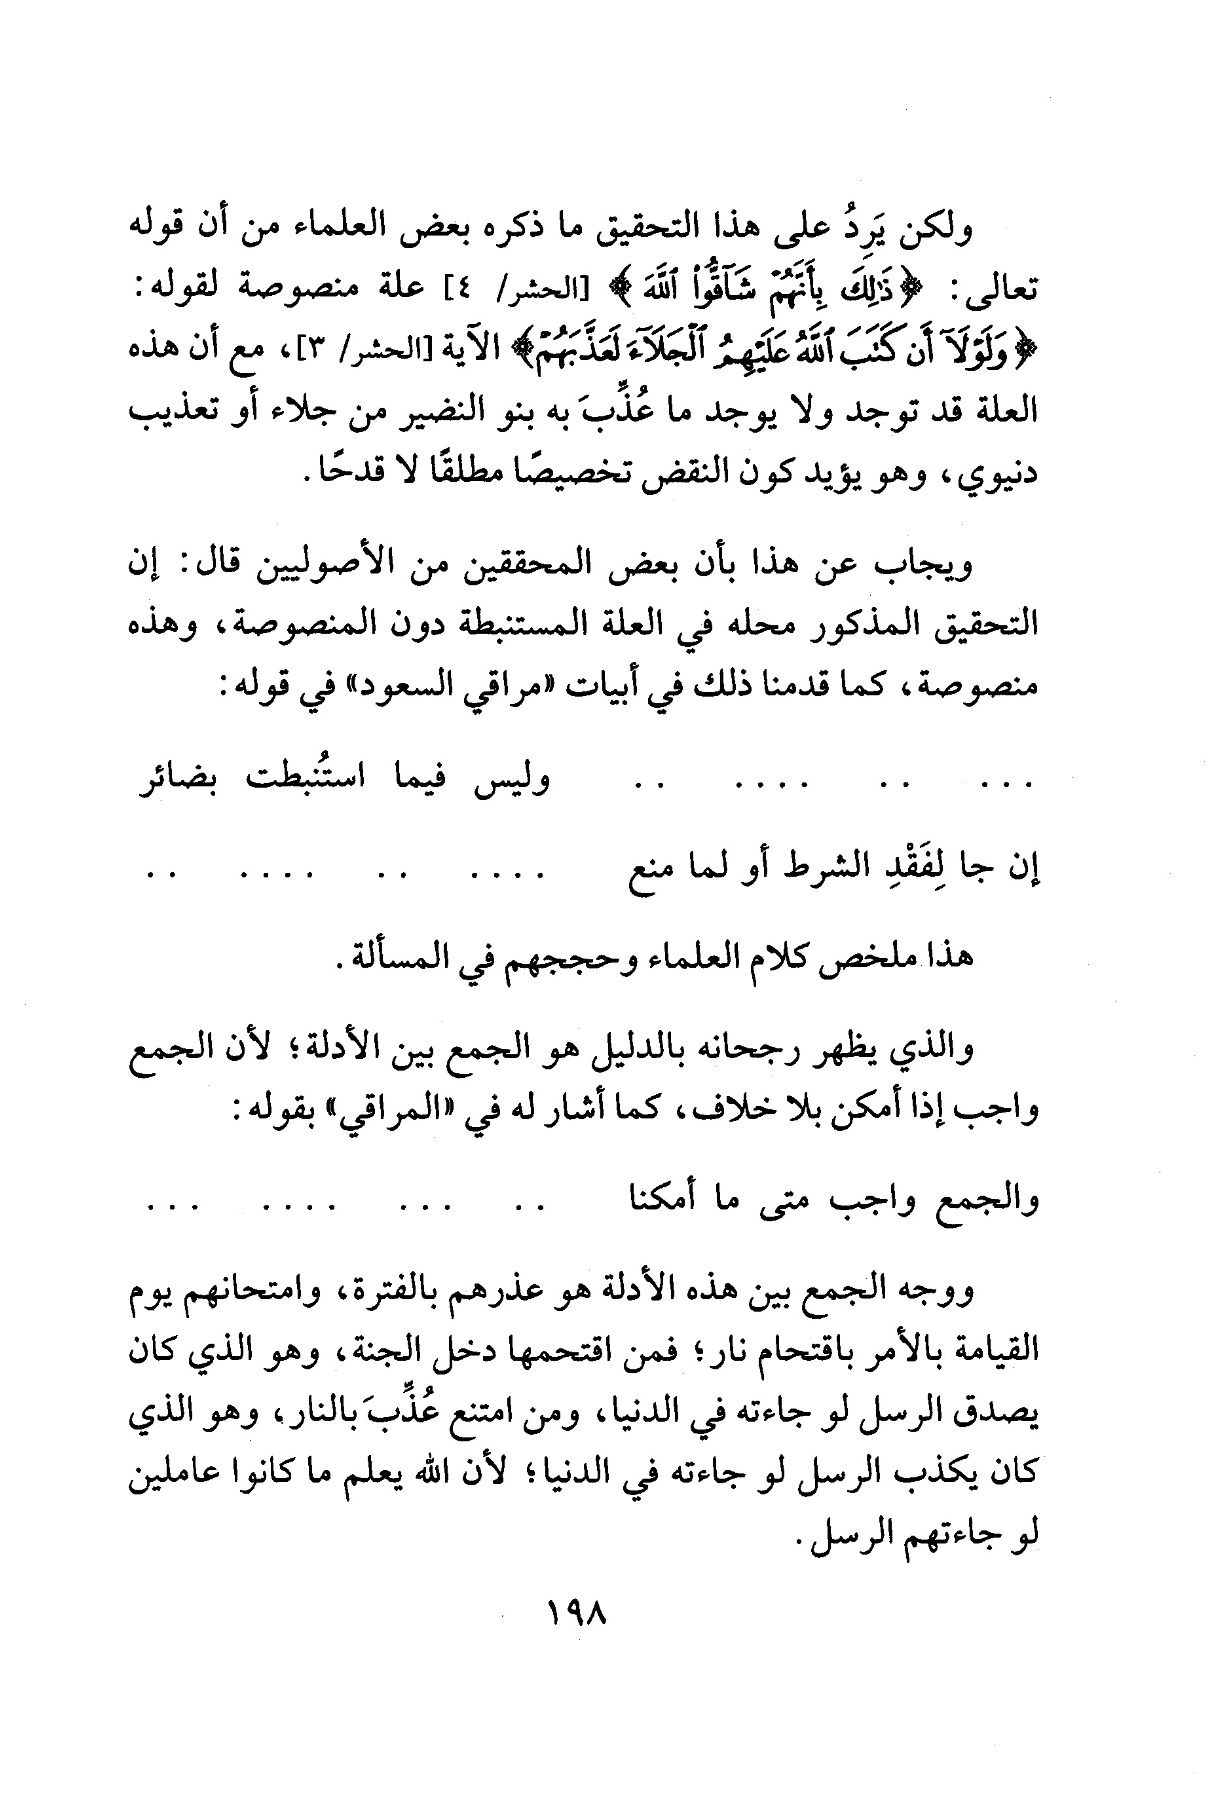 ولكن يَرِدُ على هذا التحقيق ما ذكره بعض العلماء من أن قوله
تعالى: ﴿ذَٰلِكَ بِأَنَّهُمْ شَآقُّوا۟ ٱللَّهَ﴾ [الحشر/ ٤] علة منصوصة لقوله:
﴿وَلَوْلَآ أَن كَتَبَ ٱللَّهُ عَلَيْهِمُ ٱلْجَلَآءَ لَعَذَّبَهُمْ﴾ الآية [الحشر/ ٣]، مع أن هذه
العلة قد توجد ولا يوجد ما عُذِّبَ به بنو النضير من جلاء أو تعذيب
دنيوي، وهو يؤيد كون النقض تخصيصًا مطلقًا لا قدحًا.
ويجاب عن هذا بأن بعض المحققين من الأصوليين قال: إن
التحقيق المذكور محله في العلة المستنبطة دون المنصوصة، وهذه
منصوصة، كما قدمنا ذلك في أبيات «مراقي السعود» في قوله:
... .. .... .. وليس فيما استُنبطت بضائر
إن جا لِفَقْدِ الشرط أو لما منع .... .. .... ..
هذا ملخص كلام العلماء وحججهم في المسألة.
والذي يظهر رجحانه بالدليل هو الجمع بين الأدلة؛ لأن الجمع
واجب إذا أمكن بلا خلاف، كما أشار له في «المراقي» بقوله:
والجمع واجب متى ما أمكنا .. ... .... ...
ووجه الجمع بين هذه الأدلة هو عذرهم بالفترة، وامتحانهم يوم
القيامة بالأمر باقتحام نار؛ فمن اقتحمها دخل الجنة، وهو الذي كان
يصدق الرسل لو جاءته في الدنيا، ومن امتنع عُذِّبَ بالنار، وهو الذي
كان يكذب الرسل لو جاءته في الدنيا؛ لأن الله يعلم ما كانوا عاملين
لو جاءتهم الرسل.
١٩٨